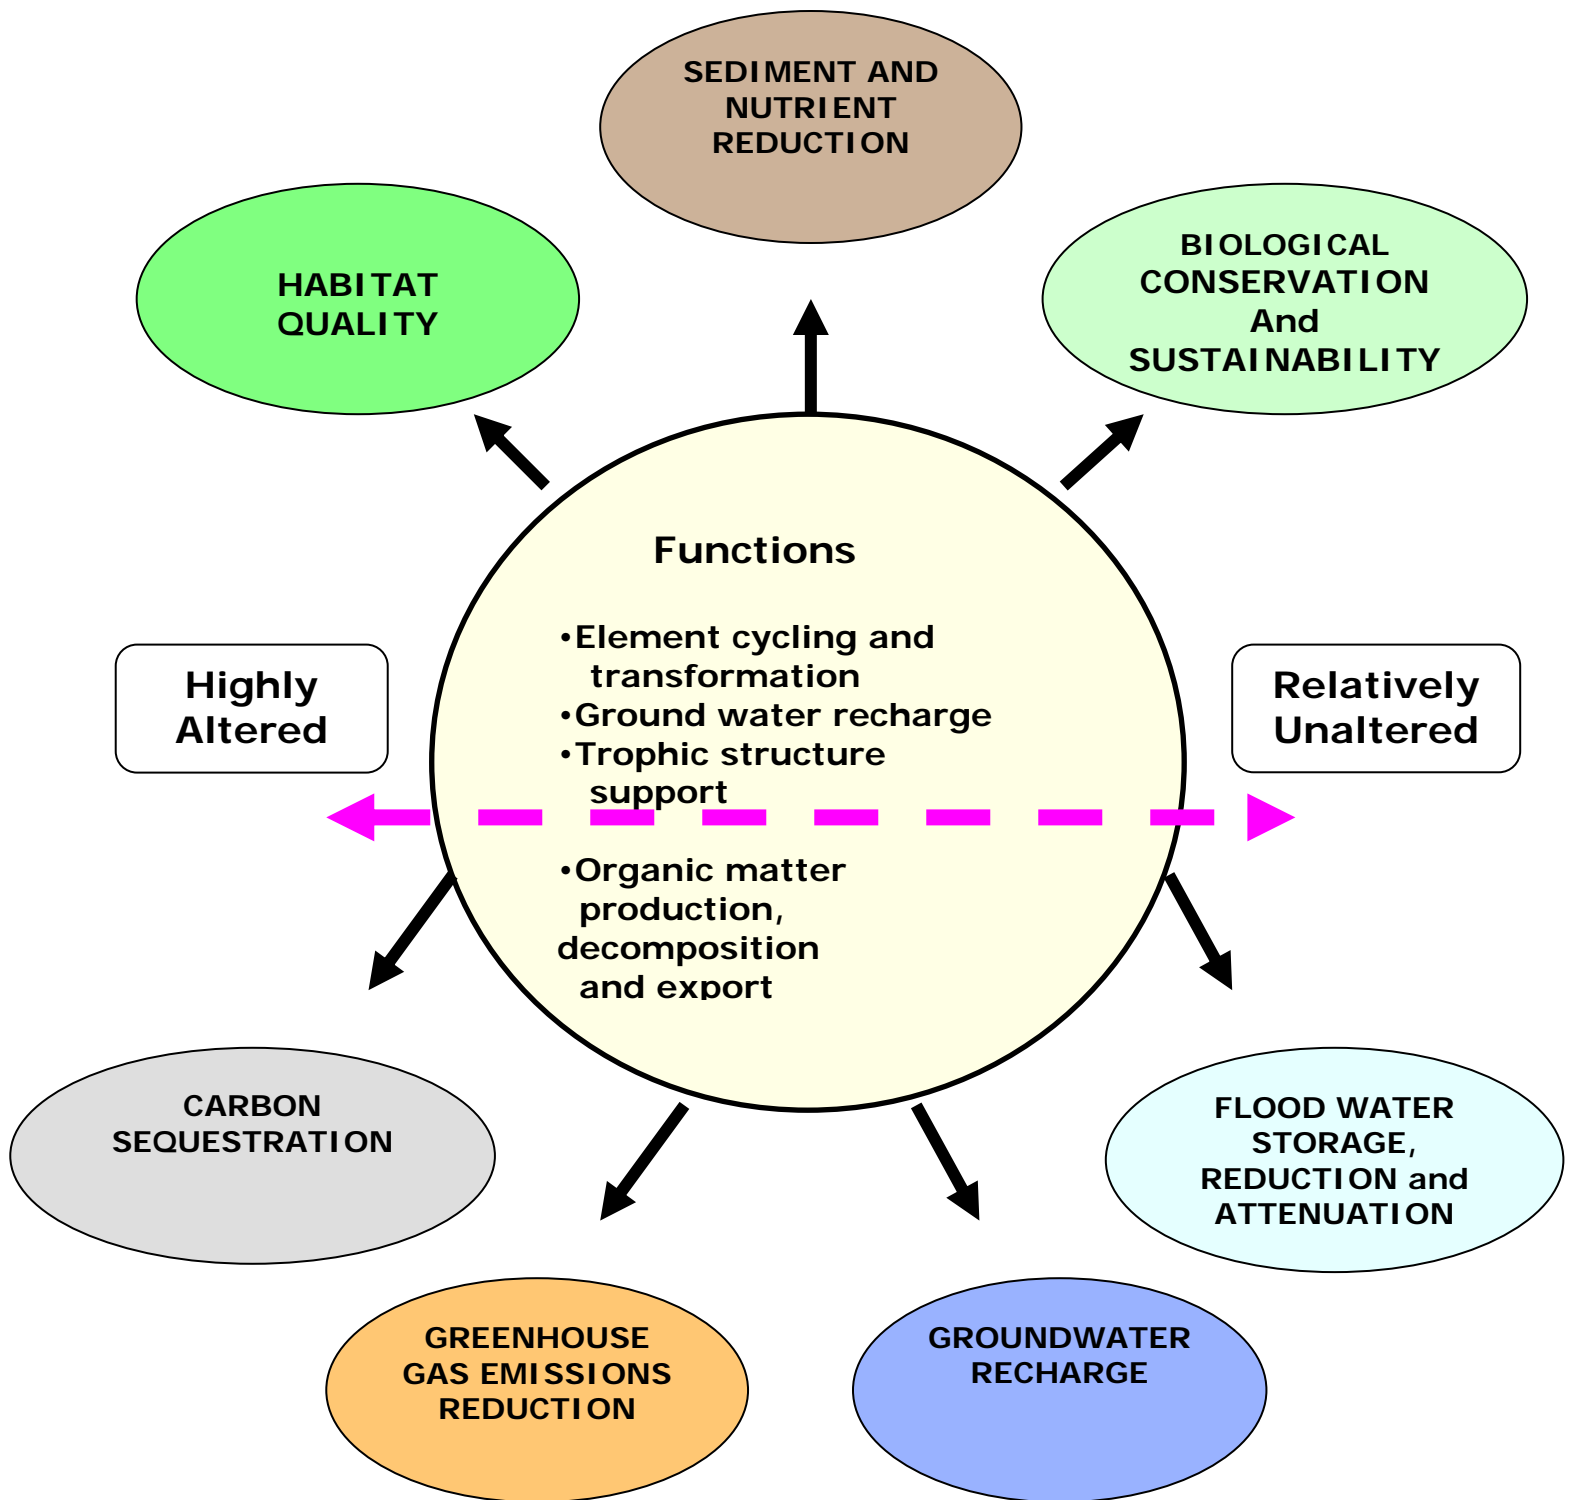 SEDIMENT AND
NUTRIENT
REDUCTION
HABITAT
QUALITY
BIOLOGICAL
CONSERVATION
And
SUSTAINABILITY
Functions
•Element cycling and
transformation
•Ground water recharge
•Trophic structure
support
•Organic matter
production,
decomposition
and export
Highly
Altered
Relatively
Unaltered
CARBON
SEQUESTRATION
FLOOD WATER
STORAGE,
REDUCTION and
ATTENUATION
GREENHOUSE
GAS EMISSIONS
REDUCTION
GROUNDWATER
RECHARGE